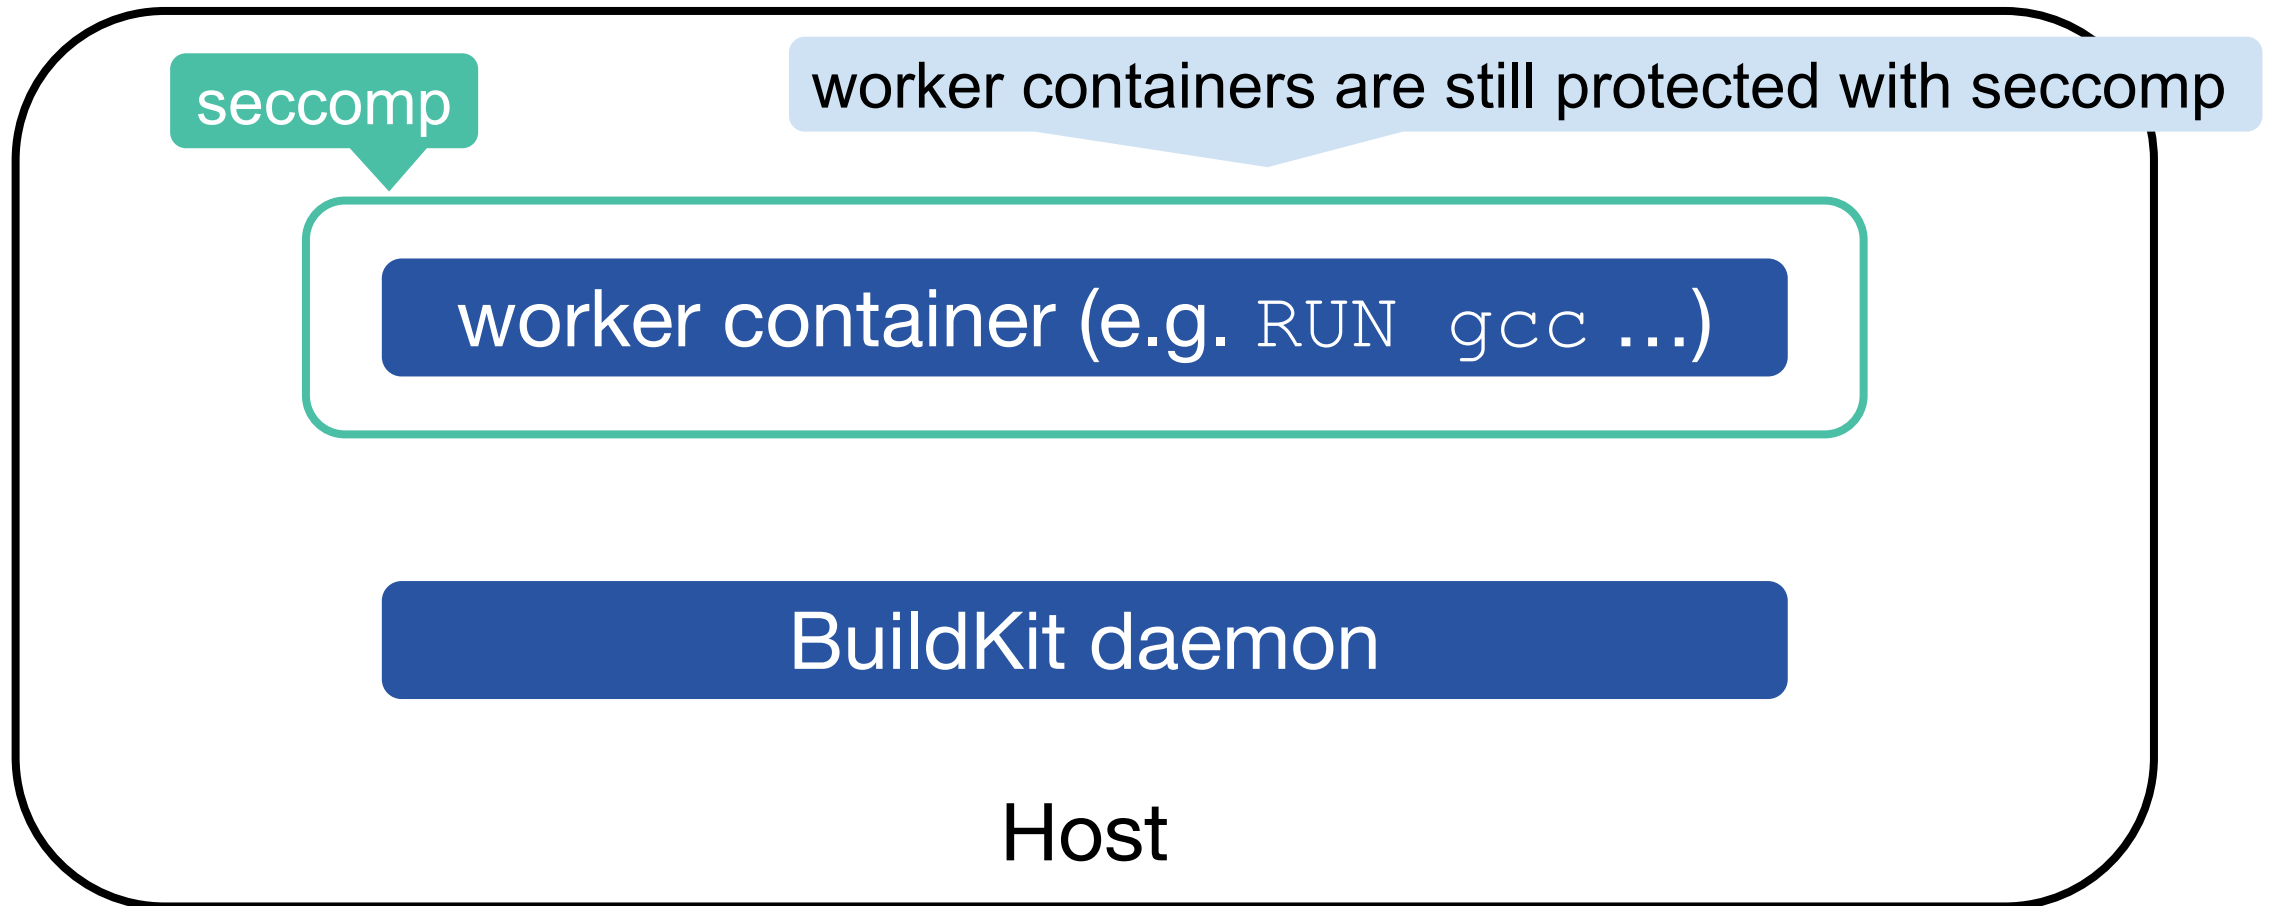 seccomp
worker containers are still protected with seccomp
worker container (e.g. RUN gcc …)
BuildKit daemon
Host